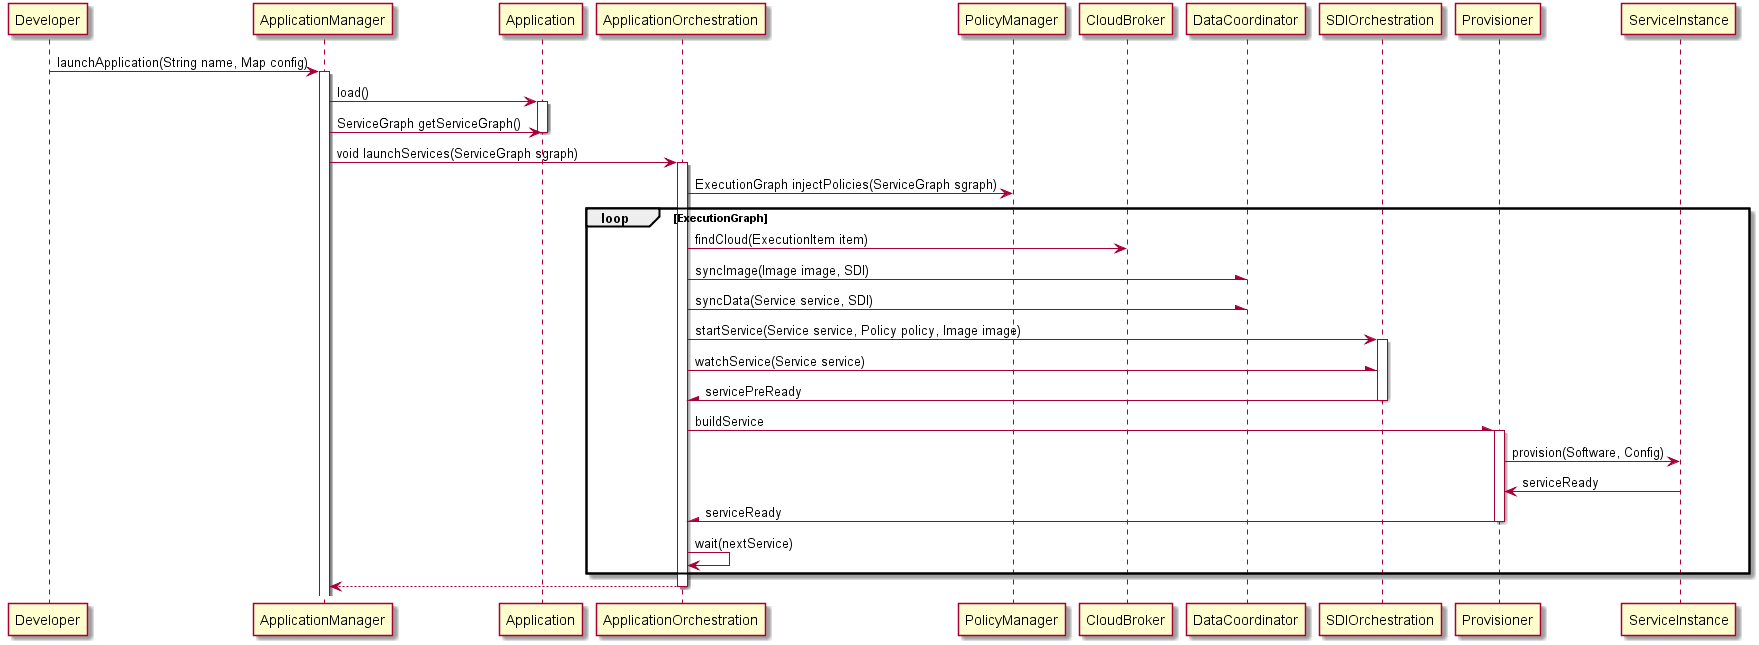 Developer
ApplicationManager
Application
ApplicationOrchestration
PolicyManager
CloudBroker
DataCoordinator
SDIOrchestration
Provisioner
ServiceInstance
launchApplication(String name, Map config)
load()
ServiceGraph getServiceGraph()
void launchServices(ServiceGraph sgraph)
ExecutionGraph injectPolicies(ServiceGraph sgraph)
loop
[ExecutionGraph]
findCloud(ExecutionItem item)
syncImage(Image image, SDI)
syncData(Service service, SDI)
startService(Service service, Policy policy, Image image)
watchService(Service service)
servicePreReady
buildService
provision(Software, Config)
serviceReady
serviceReady
wait(nextService)
Developer
ApplicationManager
Application
ApplicationOrchestration
PolicyManager
CloudBroker
DataCoordinator
SDIOrchestration
Provisioner
ServiceInstance